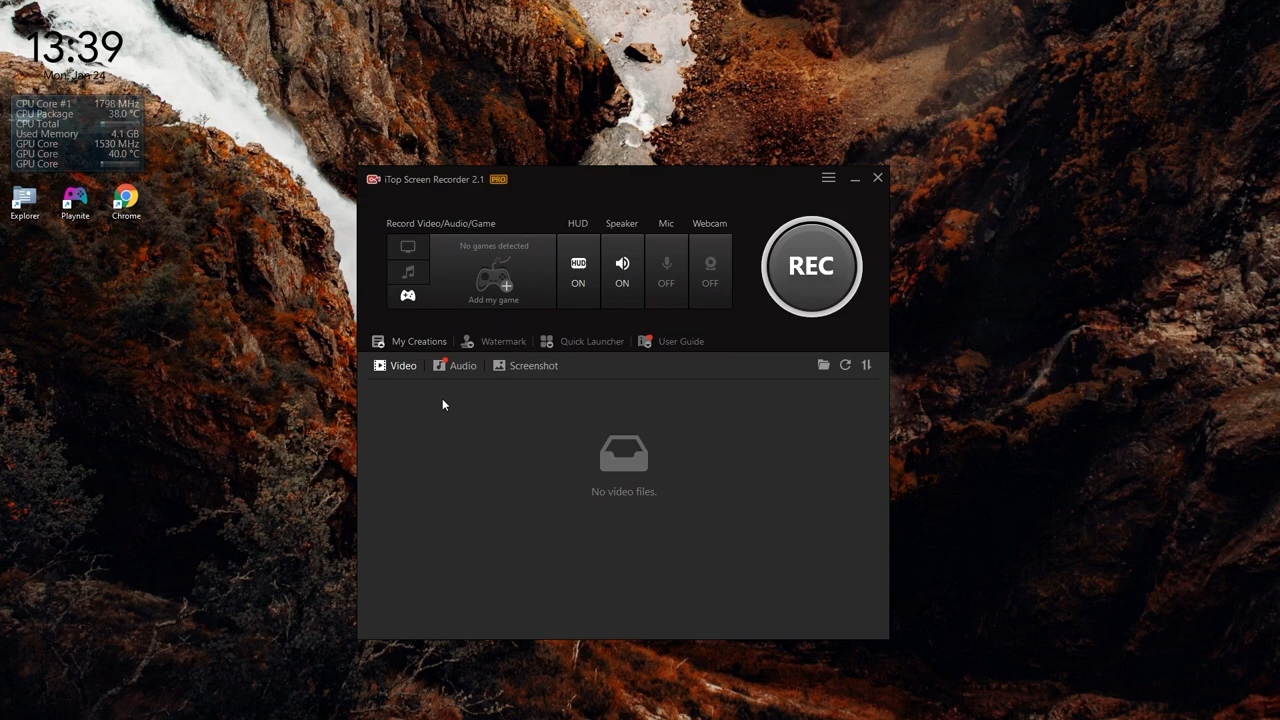 13:39
Mon, Jan 24
CPU Core #1 1798 MHz
CPU Package 38.0 °C
CPU Total
Used Memory 4.1 GB
GPU Core 1530 MHz
GPU Core 40.0 °C
GPU Core
Explorer
Playnite
Chrome
iTop Screen Recorder 2.1 PRO
Record Video/Audio/Game HUD Speaker Mic Webcam
No games detected
Add my game
HUD
ON ON OFF OFF
REC
My Creations Watermark Quick Launcher User Guide
Video Audio Screenshot
No video files.